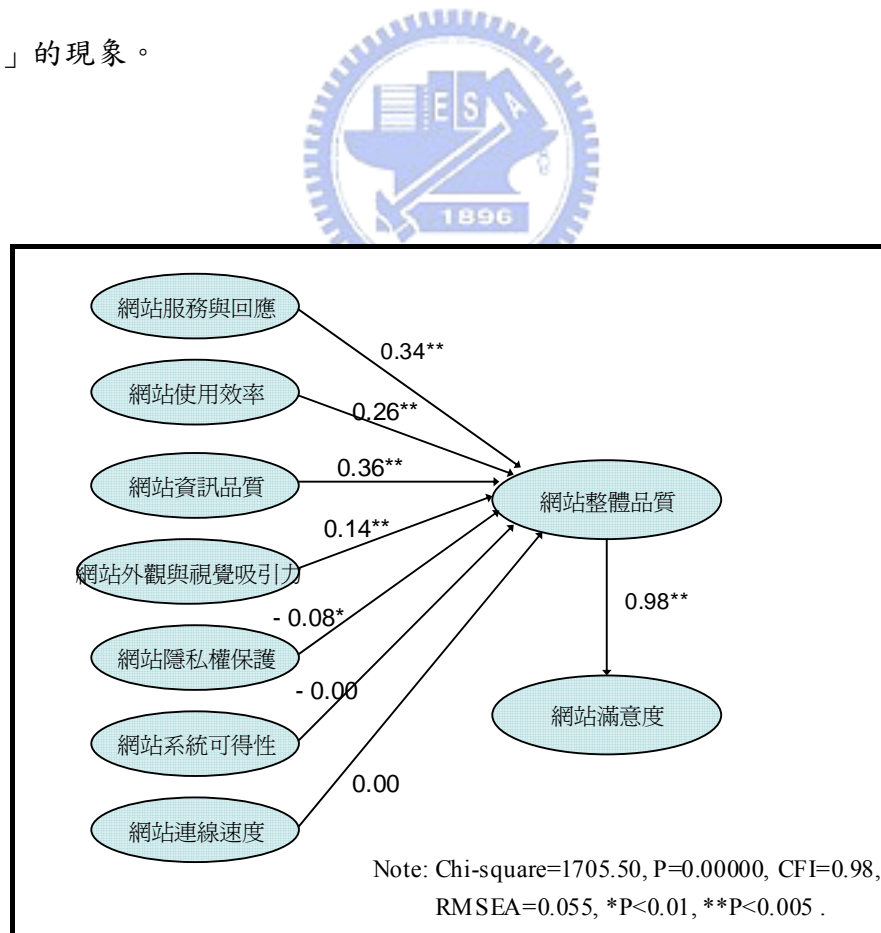 」的現象。
E S A
1896
網站服務與回應
0.34**
網站使用效率
0.26**
網站資訊品質
0.36**
網站整體品質
0.14**
網站外觀與視覺吸引力
0.98**
- 0.08*
網站隱私權保護
- 0.00
網站滿意度
網站系統可得性
0.00
網站連線速度
Note: Chi-square=1705.50, P=0.00000, CFI=0.98,
RMSEA=0.055, *P<0.01, **P<0.005 .